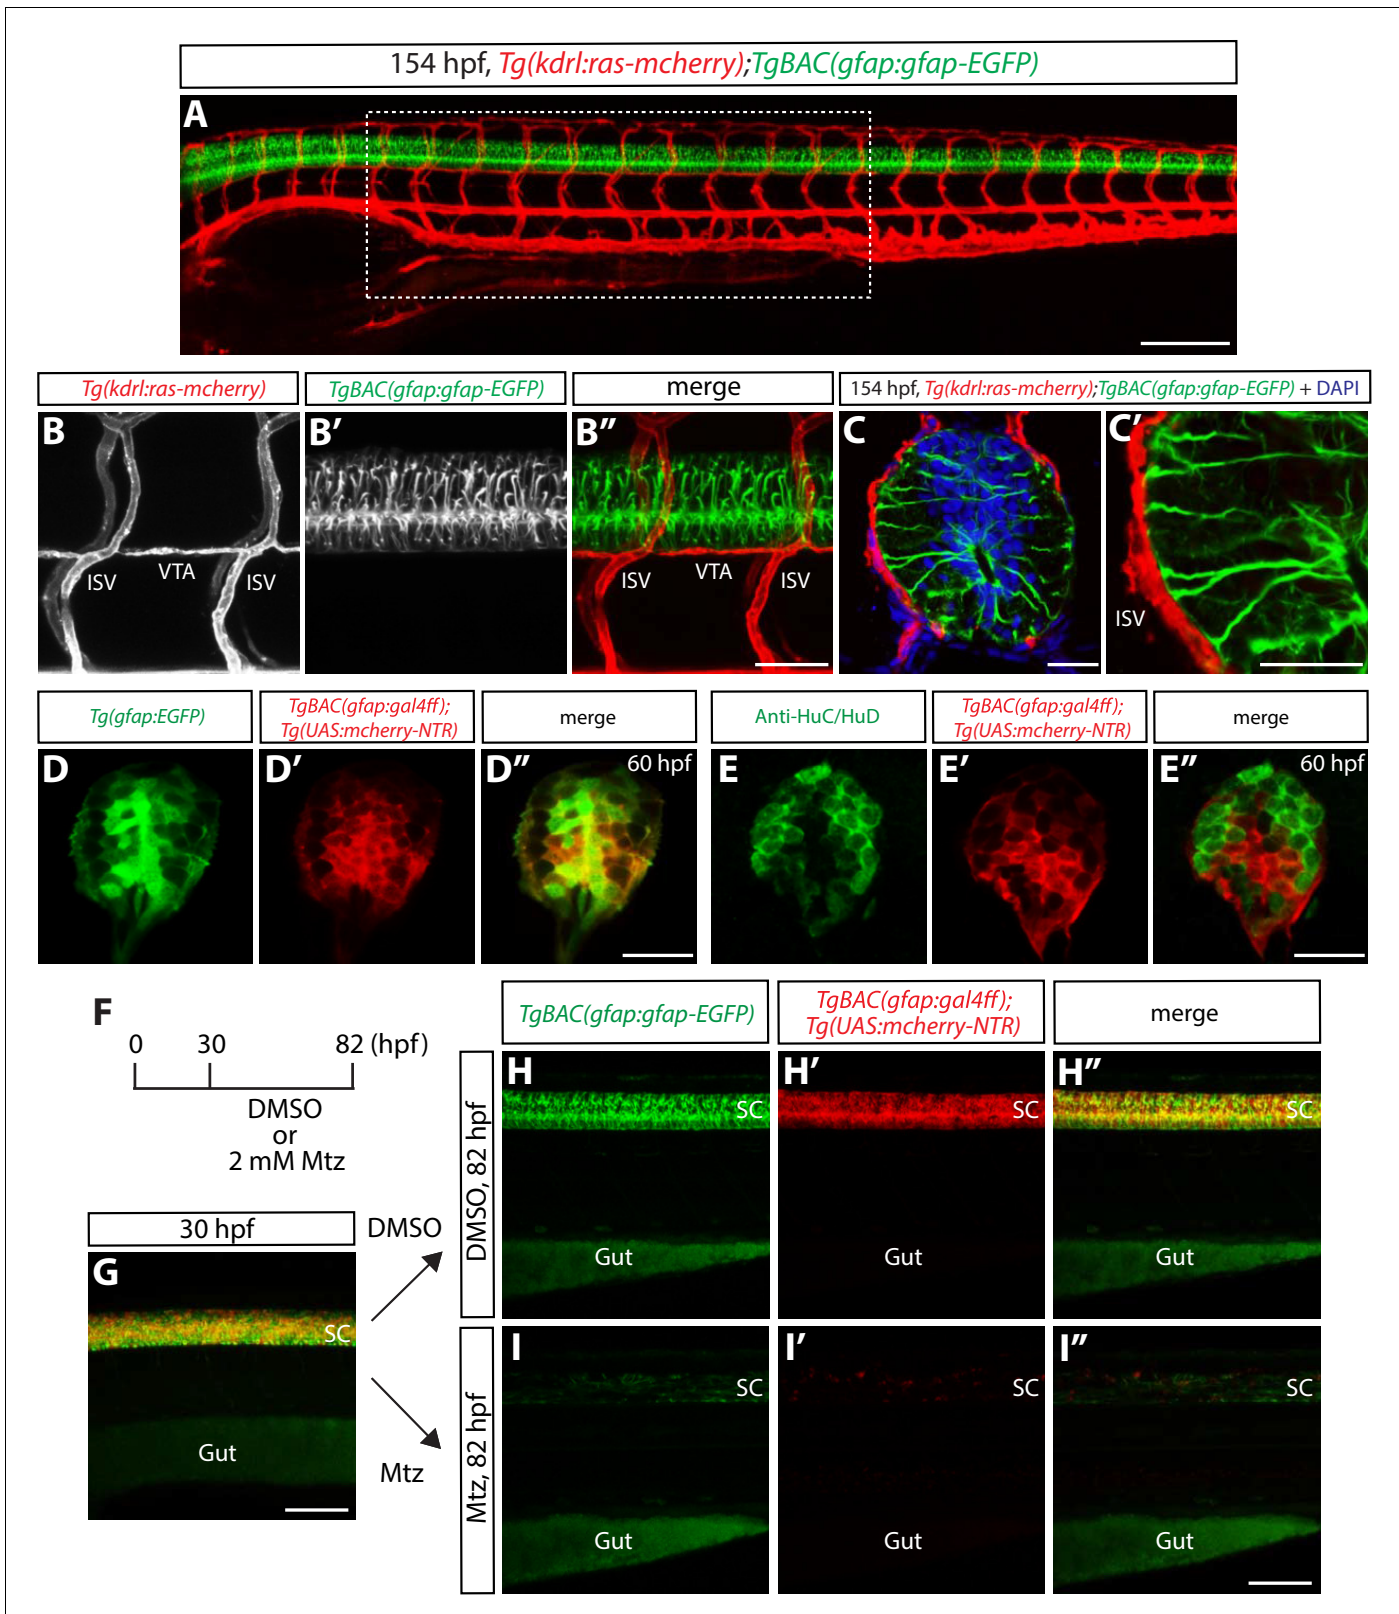 154 hpf, Tg(kdrl:ras-mcherry);TgBAC(gfap:gfap-EGFP)
A
Tg(kdrl:ras-mcherry)
TgBAC(gfap:gfap-EGFP)
merge
154 hpf, Tg(kdrl:ras-mcherry);TgBAC(gfap:gfap-EGFP) + DAPI
B
ISV
VTA
ISV
B'
B''
ISV
VTA
ISV
C
C'
ISV
Tg(gfap:EGFP)
TgBAC(gfap:gal4ff);
Tg(UAS:mcherry-NTR)
merge
Anti-HuC/HuD
TgBAC(gfap:gal4ff);
Tg(UAS:mcherry-NTR)
merge
D
D'
D''
60 hpf
E
E'
E''
60 hpf
F
0 30 82 (hpf)
DMSO
or
2 mM Mtz
30 hpf
G
SC
Gut
DMSO
Mtz
TgBAC(gfap:gfap-EGFP)
TgBAC(gfap:gal4ff);
Tg(UAS:mcherry-NTR)
merge
DMSO, 82 hpf
H
SC
Gut
H'
SC
Gut
H''
SC
Gut
Mtz, 82 hpf
I
SC
Gut
I'
SC
Gut
I''
SC
Gut